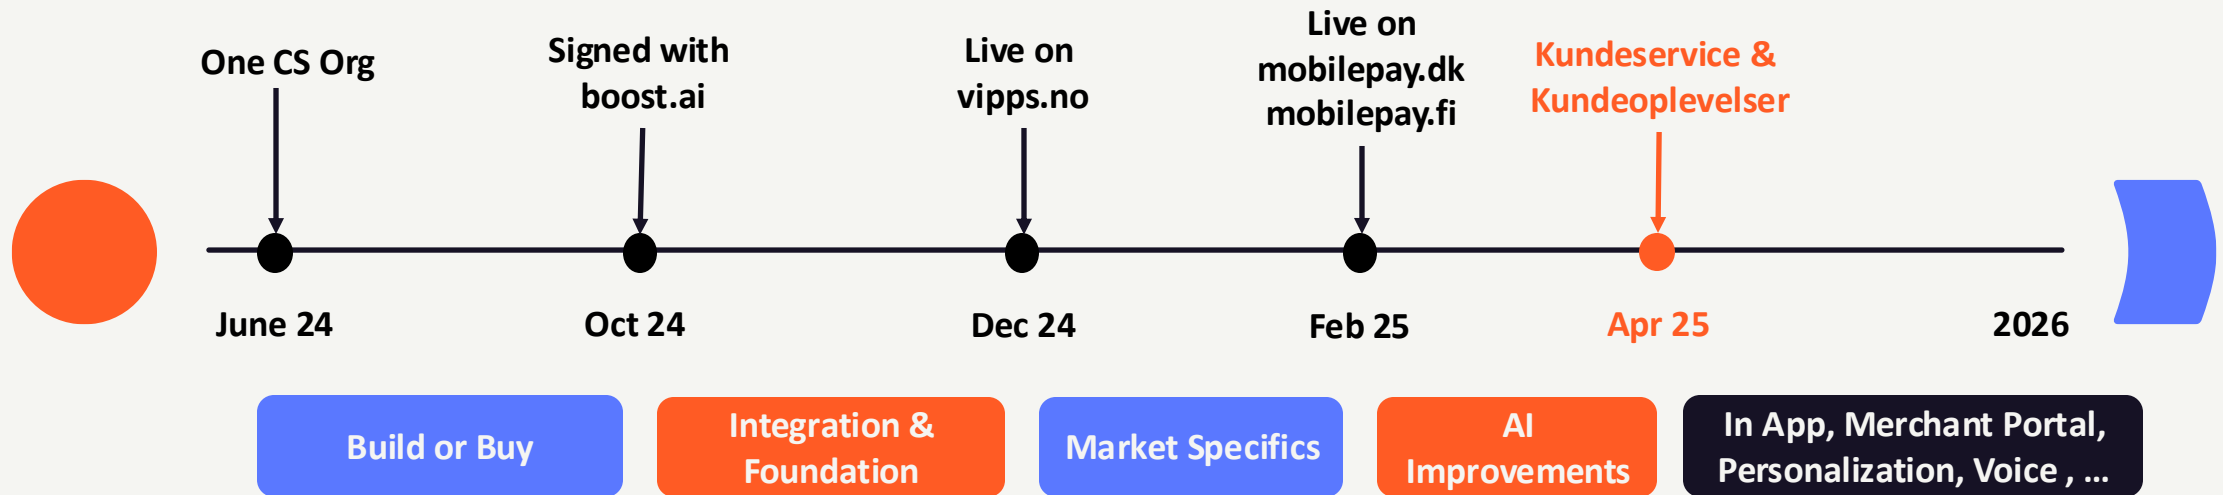 One CS Org
Signed with
boost.ai
Live on
vipps.no
Live on
mobilepay.dk
mobilepay.fi
Kundeservice &
Kundeoplevelser
June 24
Oct 24
Dec 24
Feb 25
Apr 25
2026
Build or Buy
Integration &
Foundation
Market Specifics
AI
Improvements
In App, Merchant Portal,
Personalization, Voice , ...